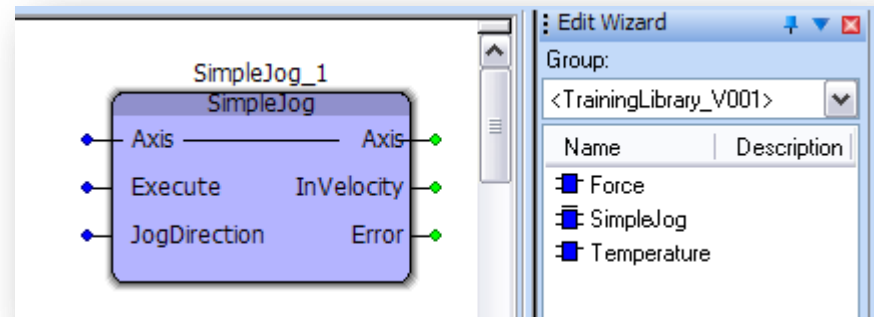 SimpleJog_1
SimpleJog
Axis Axis
Execute InVelocity
JogDirection Error
Edit Wizard
Group:
<TrainingLibrary_V001>
Name Description
Force
SimpleJog
Temperature